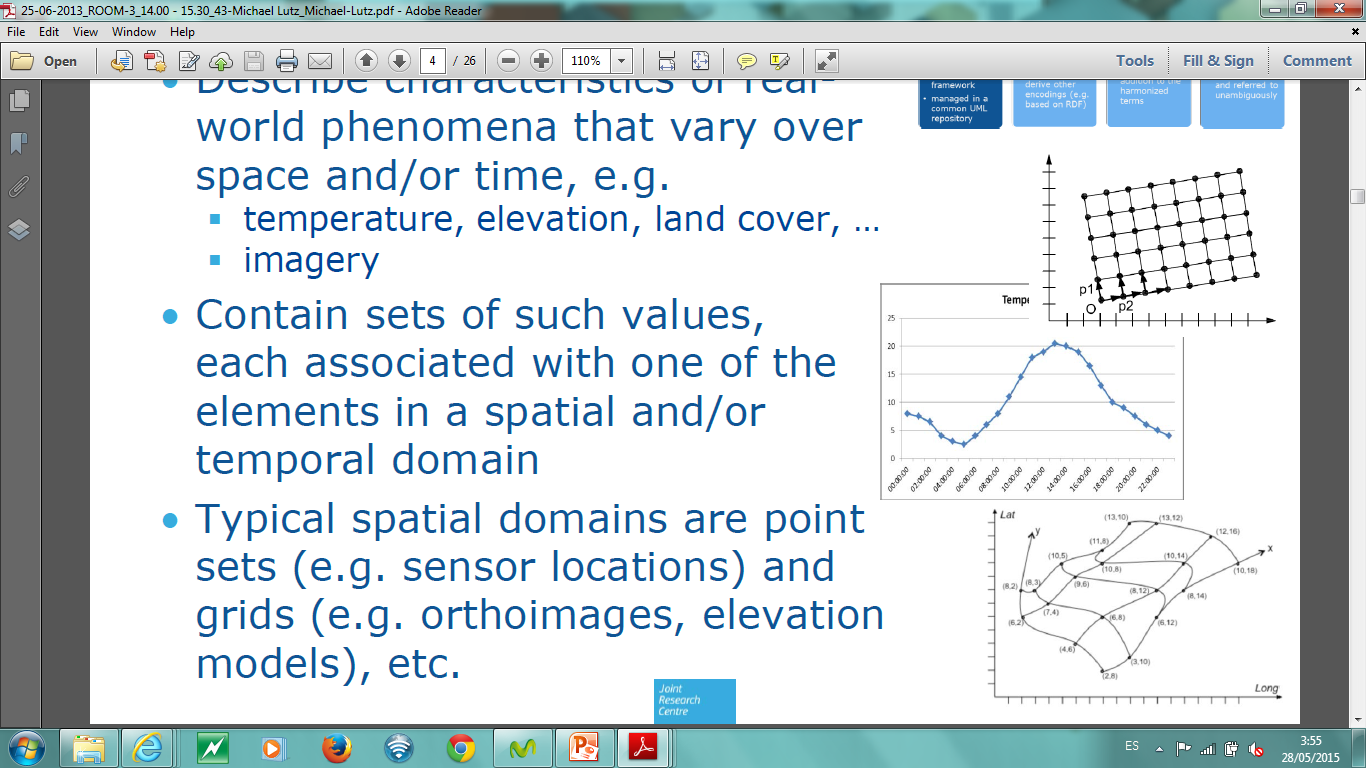 25-06-2013_ROOM-3_14.00 - 15.30_43-Michael Lutz_Michael-Lutz.pdf - Adobe Reader
File Edit View Window Help
Open 4 / 26 110% Tools Fill & Sign Comment
Describe characteristics of real-
world phenomena that vary over
space and/or time, e.g.
temperature, elevation, land cover, …
imagery
Contain sets of such values,
each associated with one of the
elements in a spatial and/or
temporal domain
Typical spatial domains are point
sets (e.g. sensor locations) and
grids (e.g. orthoimages, elevation
models), etc.
framework
managed in a
common UML
repository
derive other
encodings (e.g.
based on RDF)
addition to the
harmonized
terms
and referred to
unambiguously
p1
O
p2
Tempe
25
20
15
10
5
0
00:00:00
02:00:00
04:00:00
06:00:00
08:00:00
10:00:00
12:00:00
14:00:00
16:00:00
18:00:00
20:00:00
22:00:00
Lat
y
x
(13,10)
(13,12)
(12,16)
(11,8)
(10,5)
(10,8)
(10,14)
(10,18)
(8,2)
(8,3)
(9,6)
(8,12)
(8,14)
(7,4)
(6,2)
(6,8)
(6,12)
(4,6)
(3,10)
(2,8)
Long
Joint
Research
Centre
ES
3:55
28/05/2015